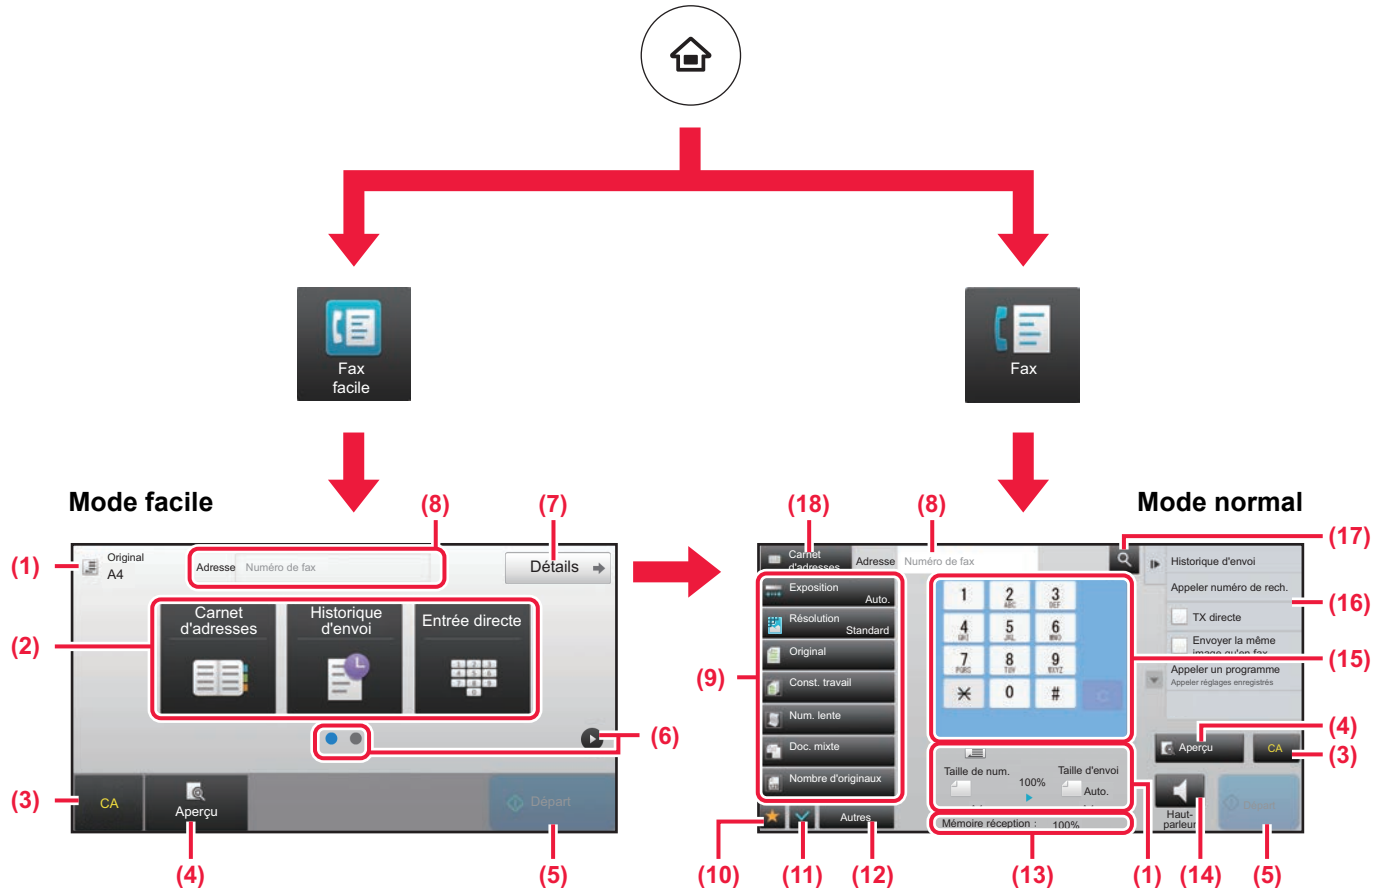 Fax
facile
Fax
Mode facile
Mode normal
(8)
(7)
(18)
(8)
(17)
(1)
Original
A4
Adresse
Numéro de fax
Détails
(2)
Carnet
d'adresses
Historique
d'envoi
Entrée directe
(6)
(3)
CA
Aperçu
Départ
(4)
(5)
Carnet
d'adresses
Adresse
Numéro de fax
(9)
Exposition
Auto.
Résolution
Standard
Original
Const. travail
Num. lente
Doc. mixte
Nombre d'originaux
Autres
1
2
ABC
3
DEF
4
GHI
5
JKL
6
MNO
7
PQRS
8
TUV
9
WXYZ
0
#
C
Taille de num.
100%
Taille d'envoi
Auto.
Mémoire réception :
100%
Historique d'envoi
Appeler numéro de rech.
TX directe
Envoyer la même
image qu'en fax
Appeler un programme
Appeler réglages enregistrés
(16)
(15)
(4)
Aperçu
CA
(3)
Haut-
parleur
Départ
(10)
(11)
(12)
(13)
(1)
(14)
(5)